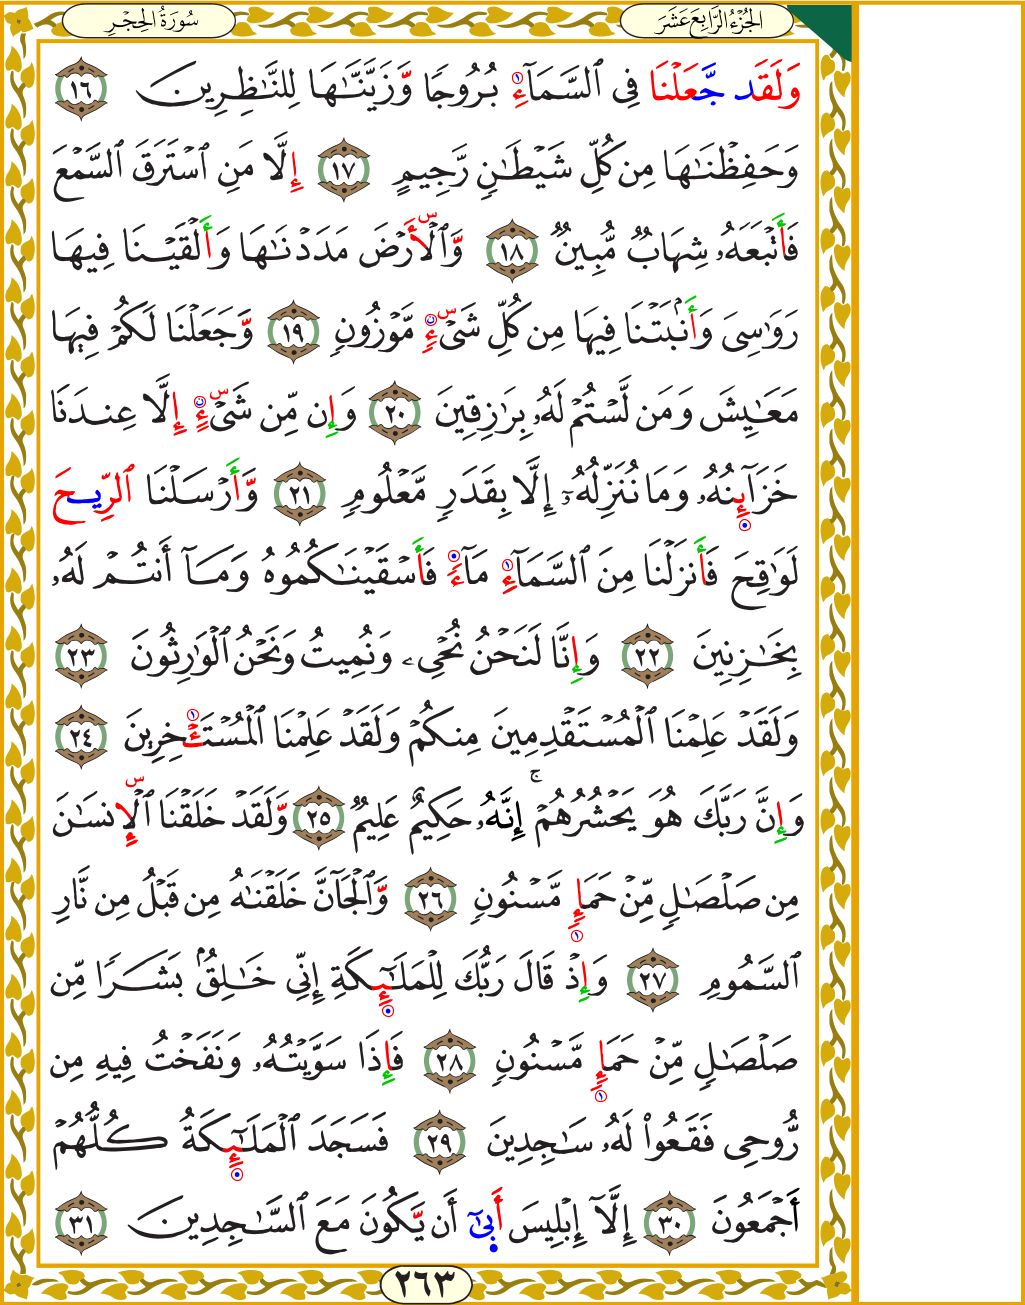 الجُزْءُ الرَّابِعَ عَشَرَ
سُورَةُ الحِجْرِ
وَلَقَد جَّعَلْنَا فِي ٱلسَّمَآءِ بُرُوجًا وَّزَيَّنَّـٰهَا لِلنَّـٰظِرِينَ ١٦
وَحَفِظْنَـٰهَا مِن كُلِّ شَيْطَـٰنٍ رَّجِيمٍ ١٧ إِلَّا مَنِ ٱسْتَرَقَ ٱلسَّمْعَ
فَأَتْبَعَهُۥ شِهَابٌ مُّبِينٌ ١٨ وَّٱلْأَرْضَ مَدَدْنَـٰهَا وَأَلْقَيْنَا فِيهَا
رَوَٰسِىَ وَأَنۢبَتْنَا فِيهَا مِن كُلِّ شَىْءٍ مَّوْزُونٍ ١٩ وَّجَعَلْنَا لَكُمْ فِيهَا
مَعَـٰيِشَ وَمَن لَّسْتُمْ لَهُۥ بِرَٰزِقِينَ ٢٠ وَإِن مِّن شَىْءٍ إِلَّا عِندَنَا
خَزَآئِنُهُۥ وَمَا نُنَزِّلُهُۥٓ إِلَّا بِقَدَرٍ مَّعْلُومٍ ٢١ وَّأَرْسَلْنَا ٱلرِّيحَ
لَوَٰقِحَ فَأَنزَلْنَا مِنَ ٱلسَّمَآءِ مَآءً فَأَسْقَيْنَـٰكُمُوهُ وَمَآ أَنتُمْ لَهُۥ
بِخَـٰزِنِينَ ٢٢ وَإِنَّا لَنَحْنُ نُحْىِۦ وَنُمِيتُ وَنَحْنُ ٱلْوَٰرِثُونَ ٢٣
وَلَقَدْ عَلِمْنَا ٱلْمُسْتَقْدِمِينَ مِنكُمْ وَلَقَدْ عَلِمْنَا ٱلْمُسْتَـْٔخِرِينَ ٢٤
وَإِنَّ رَبَّكَ هُوَ يَحْشُرُهُمْ ۚ إِنَّهُۥ حَكِيمٌ عَلِيمٌ ٢٥ وَّلَقَدْ خَلَقْنَا ٱلْإِنسَـٰنَ
مِن صَلْصَـٰلٍ مِّنْ حَمَإٍ مَّسْنُونٍ ٢٦ وَّٱلْجَآنَّ خَلَقْنَـٰهُ مِن قَبْلُ مِن نَّارِ
ٱلسَّمُومِ ٢٧ وَإِذْ قَالَ رَبُّكَ لِلْمَلَـٰٓئِكَةِ إِنِّى خَـٰلِقُۢ بَشَرًا مِّن
صَلْصَـٰلٍ مِّنْ حَمَإٍ مَّسْنُونٍ ٢٨ فَإِذَا سَوَّيْتُهُۥ وَنَفَخْتُ فِيهِ مِن
رُّوحِى فَقَعُوا۟ لَهُۥ سَـٰجِدِينَ ٢٩ فَسَجَدَ ٱلْمَلَـٰٓئِكَةُ كُلُّهُمْ
أَجْمَعُونَ ٣٠ إِلَّآ إِبْلِيسَ أَبَىٰٓ أَن يَّكُونَ مَعَ ٱلسَّـٰجِدِينَ ٣١
٢٦٣